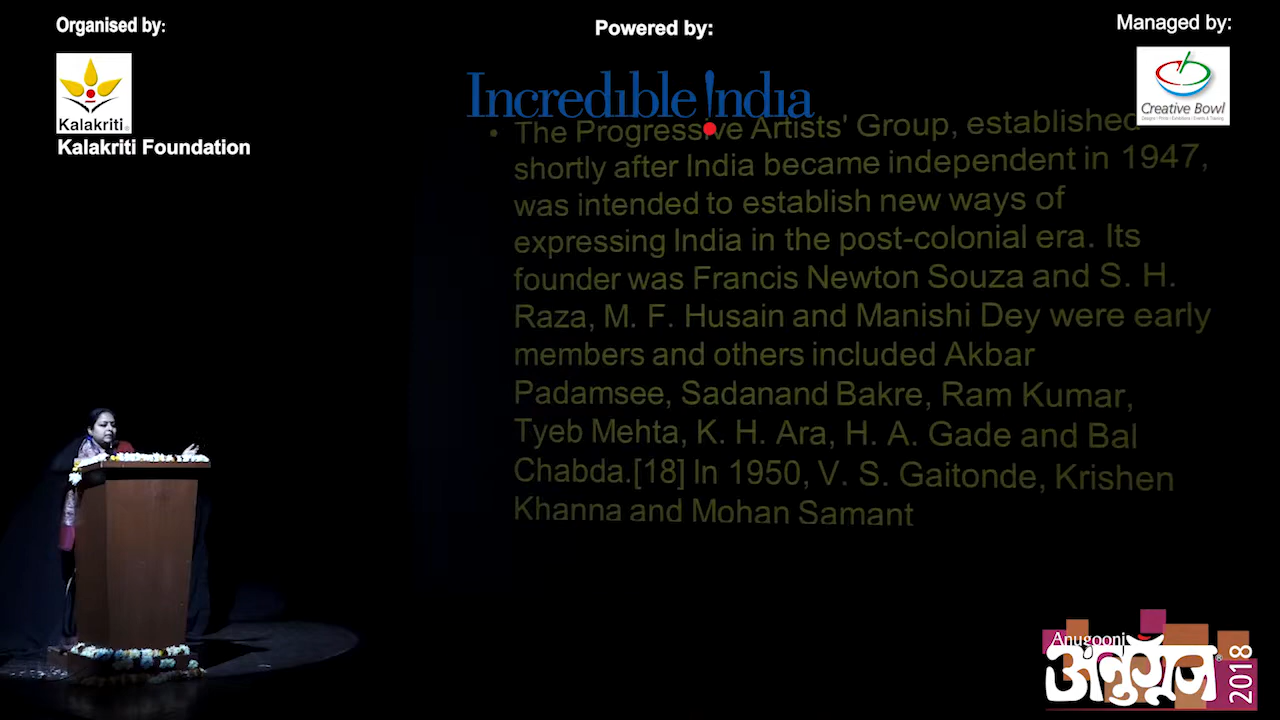 Organised by:
Kalakriti
Kalakriti Foundation
Powered by:
Incredıble !ndıa
Managed by:
Creative Bowl
• The Progressive Artists' Group, established
shortly after India became independent in 1947,
was intended to establish new ways of
expressing India in the post-colonial era. Its
founder was Francis Newton Souza and S. H.
Raza, M. F. Husain and Manishi Dey were early
members and others included Akbar
Padamsee, Sadanand Bakre, Ram Kumar,
Tyeb Mehta, K. H. Ara, H. A. Gade and Bal
Chabda.[18] In 1950, V. S. Gaitonde, Krishen
Khanna and Mohan Samant
Anugoonj
अनुगूँज
2018